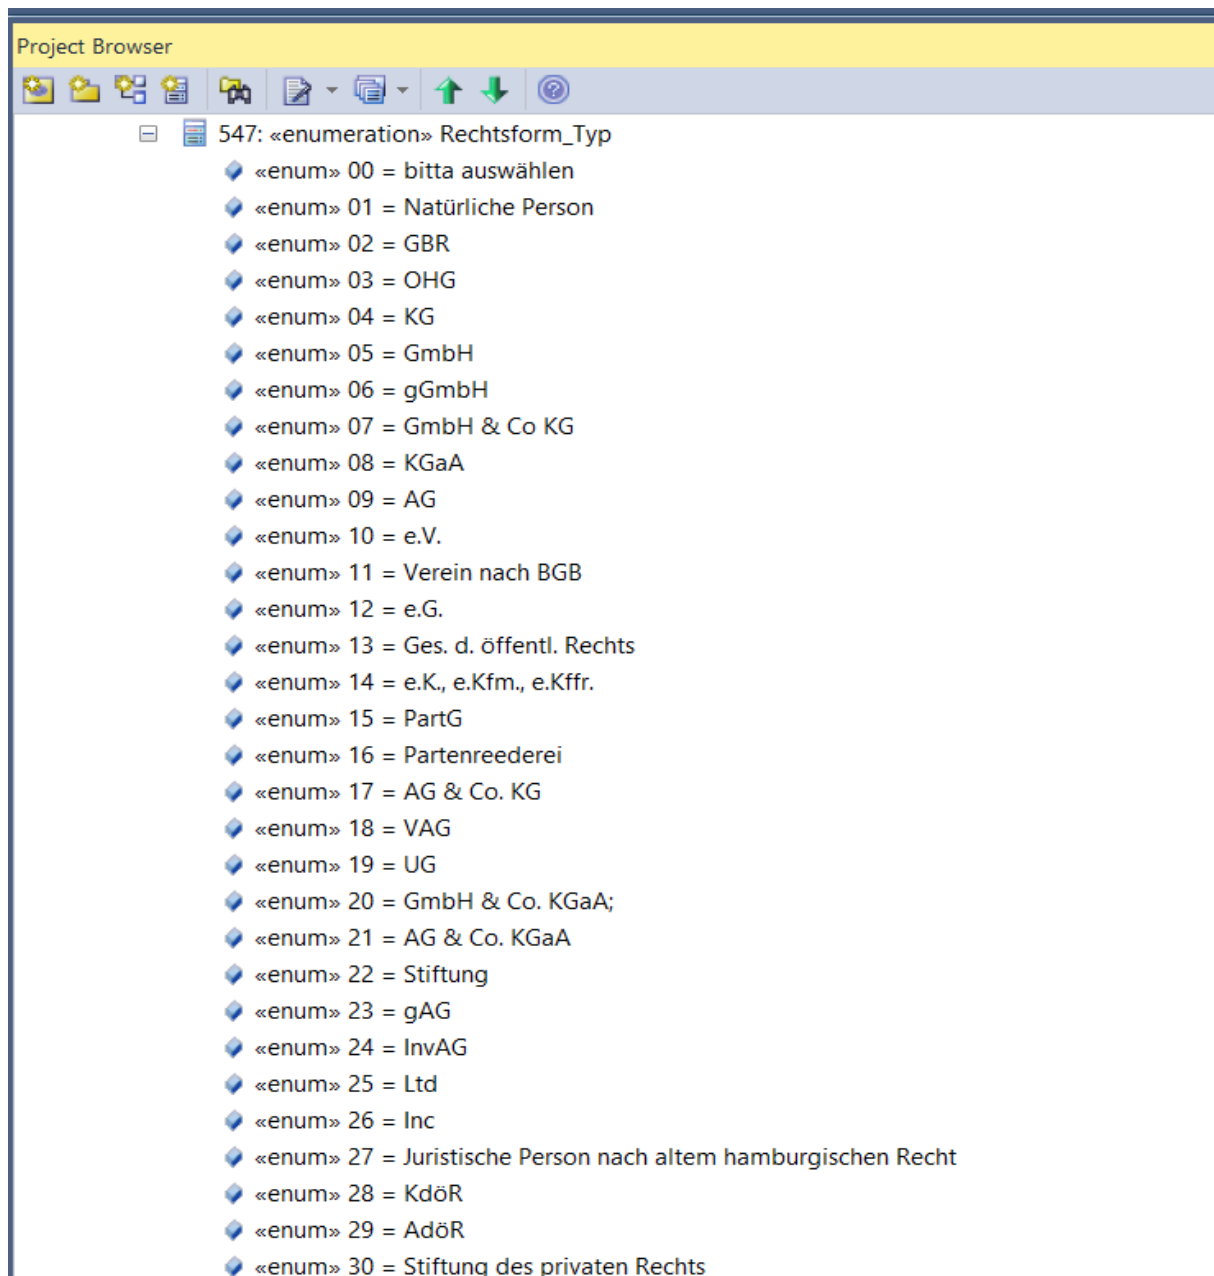 Project Browser
547: «enumeration» Rechtsform_Typ
«enum» 00 = bitta auswählen
«enum» 01 = Natürliche Person
«enum» 02 = GBR
«enum» 03 = OHG
«enum» 04 = KG
«enum» 05 = GmbH
«enum» 06 = gGmbH
«enum» 07 = GmbH & Co KG
«enum» 08 = KGaA
«enum» 09 = AG
«enum» 10 = e.V.
«enum» 11 = Verein nach BGB
«enum» 12 = e.G.
«enum» 13 = Ges. d. öffentl. Rechts
«enum» 14 = e.K., e.Kfm., e.Kffr.
«enum» 15 = PartG
«enum» 16 = Partenreederei
«enum» 17 = AG & Co. KG
«enum» 18 = VAG
«enum» 19 = UG
«enum» 20 = GmbH & Co. KGaA;
«enum» 21 = AG & Co. KGaA
«enum» 22 = Stiftung
«enum» 23 = gAG
«enum» 24 = InvAG
«enum» 25 = Ltd
«enum» 26 = Inc
«enum» 27 = Juristische Person nach altem hamburgischen Recht
«enum» 28 = KdöR
«enum» 29 = AdöR
«enum» 30 = Stiftung des privaten Rechts